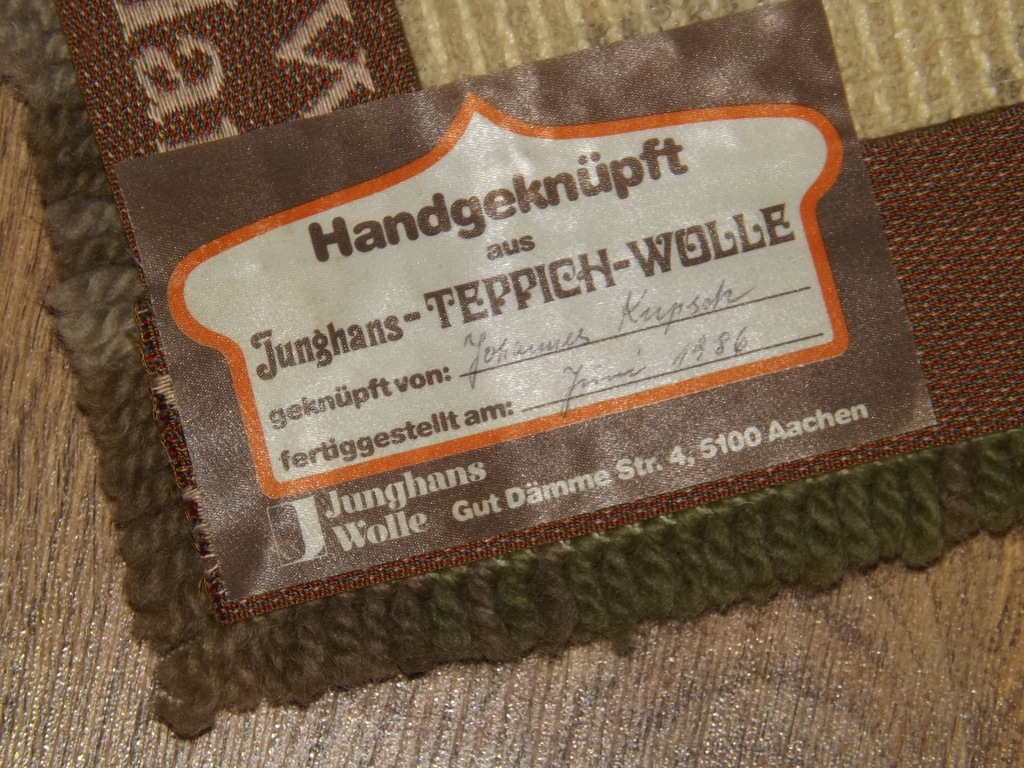 Handgeknüpft
aus
Junghans-TEPPICH-WOLLE
geknüpft von: Johannes Kupsch
fertiggestellt am: Juni 1986
Junghans
Wolle
Gut Dämme Str. 4, 5100 Aachen